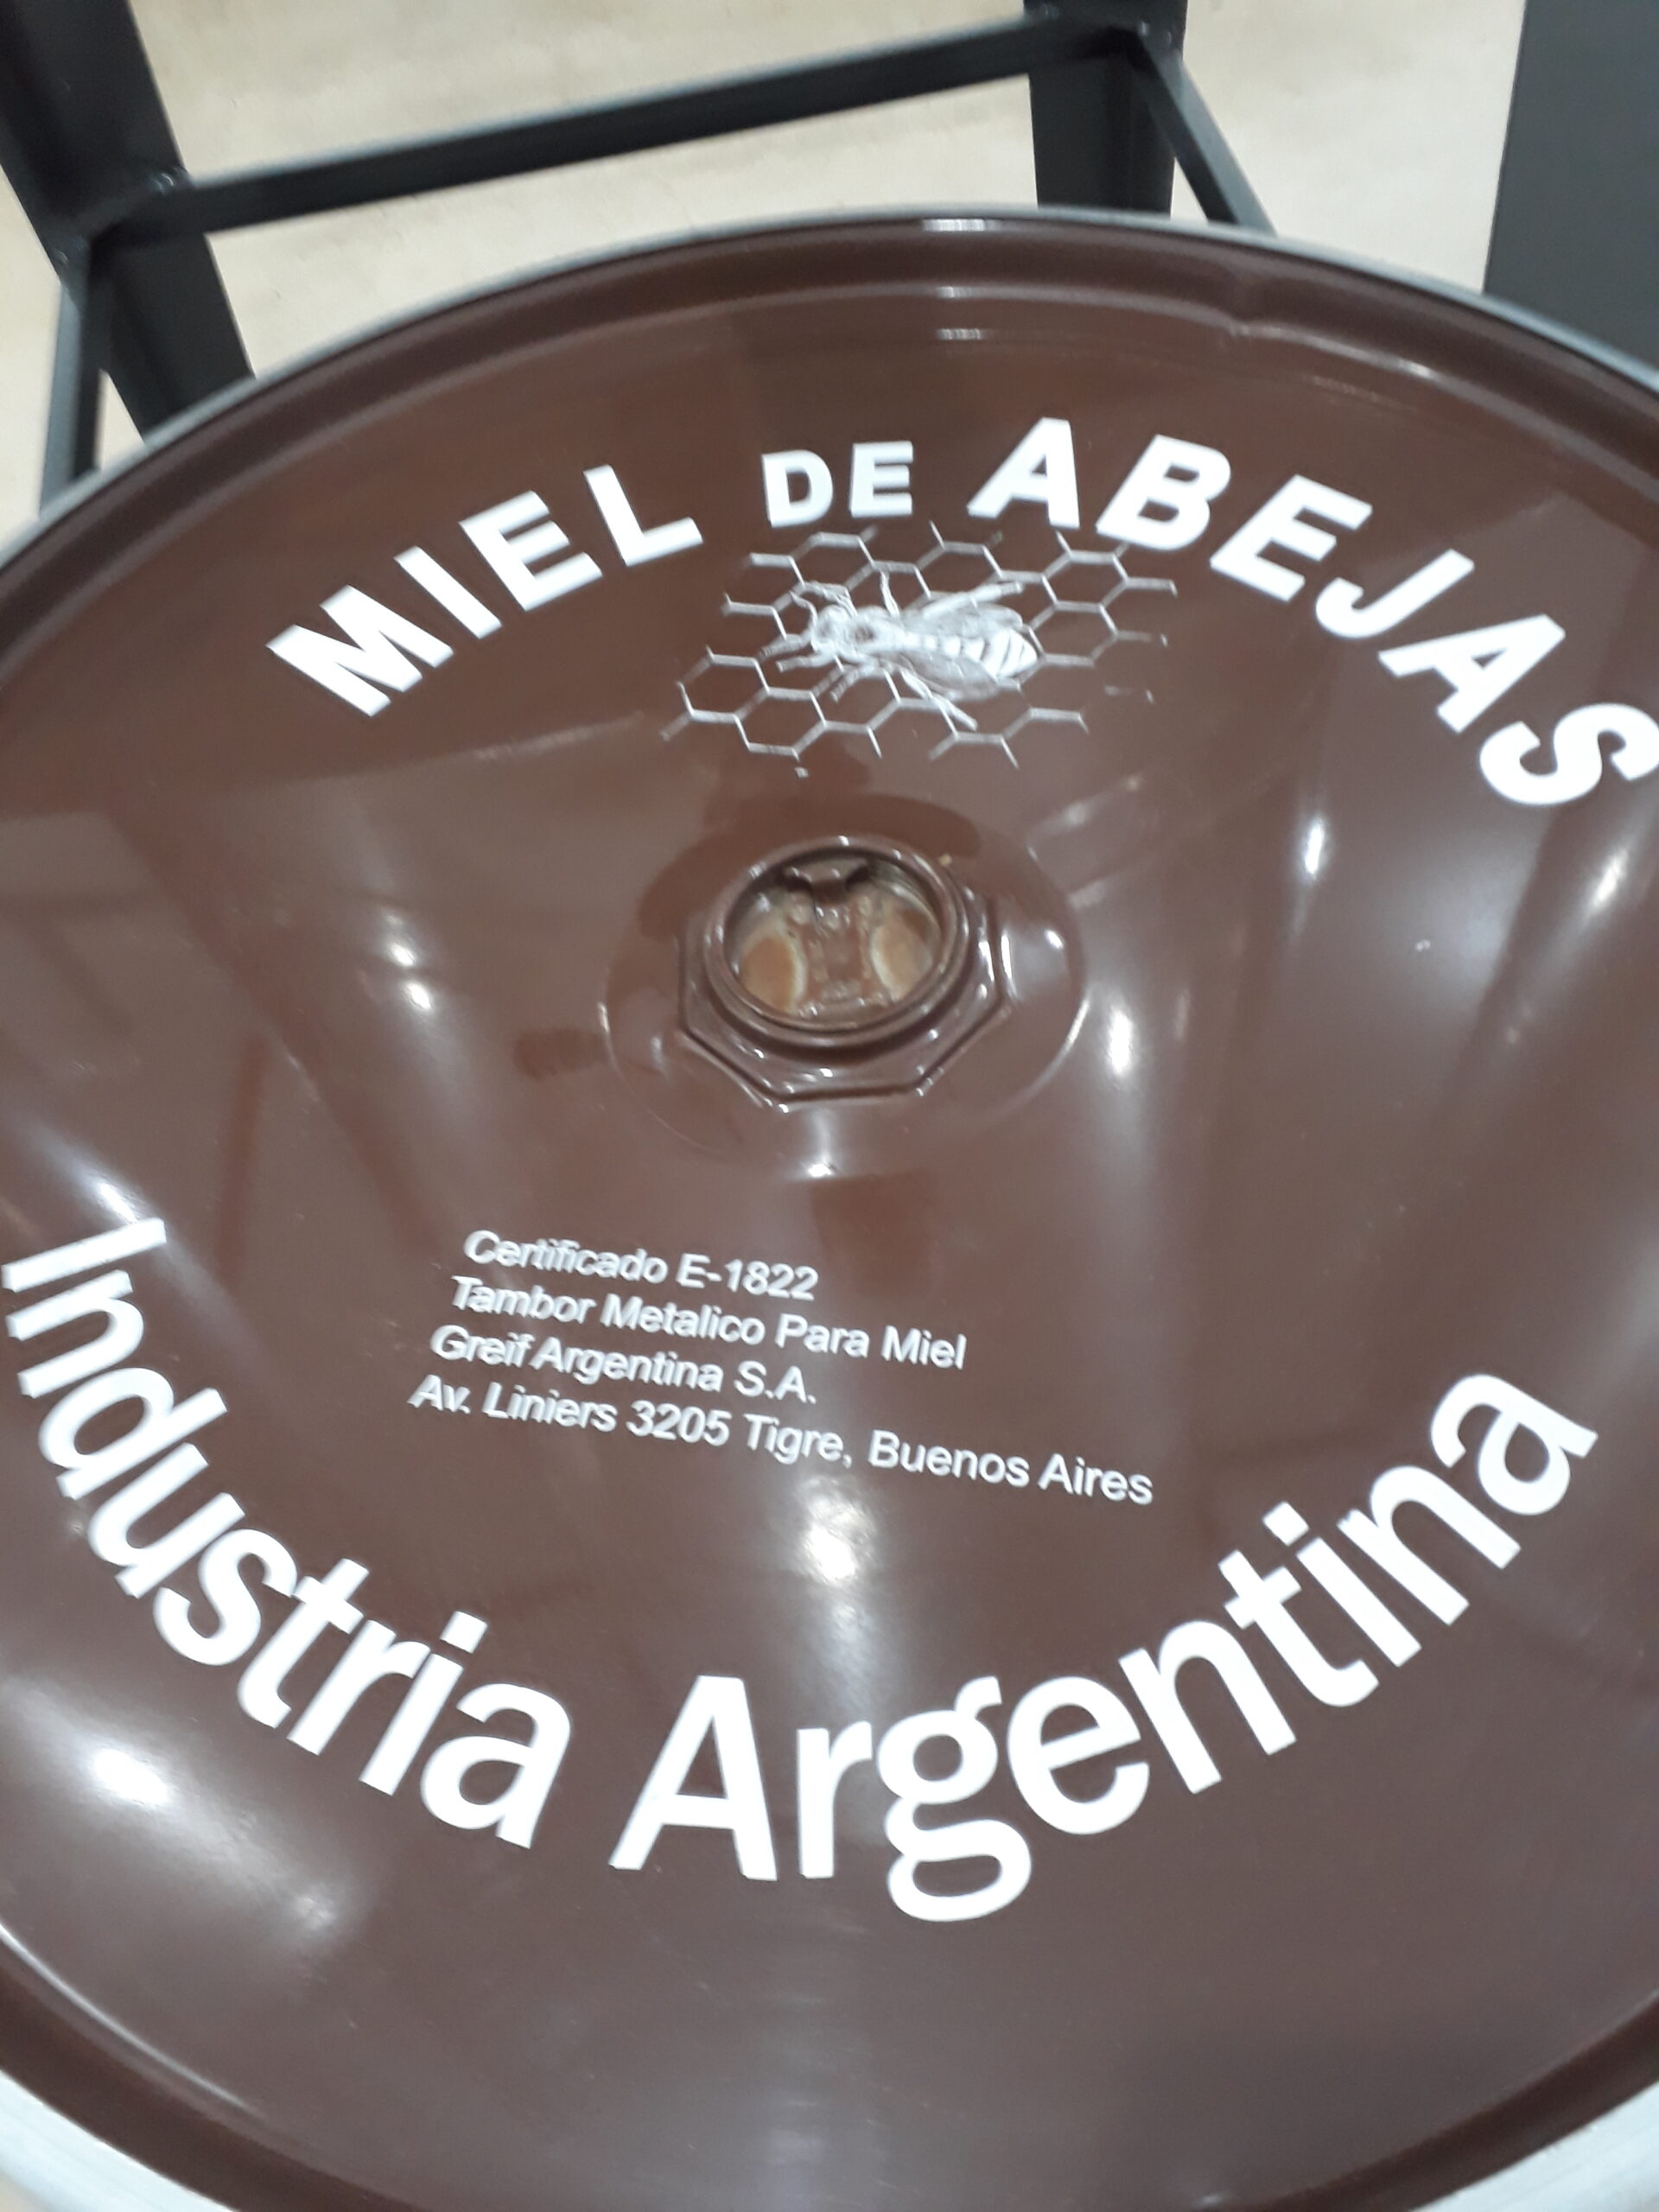 MIEL DE ABEJAS
Certificado E-1822
Tambor Metalico Para Miel
Greif Argentina S.A.
Av. Liniers 3205 Tigre, Buenos Aires
Industria Argentina